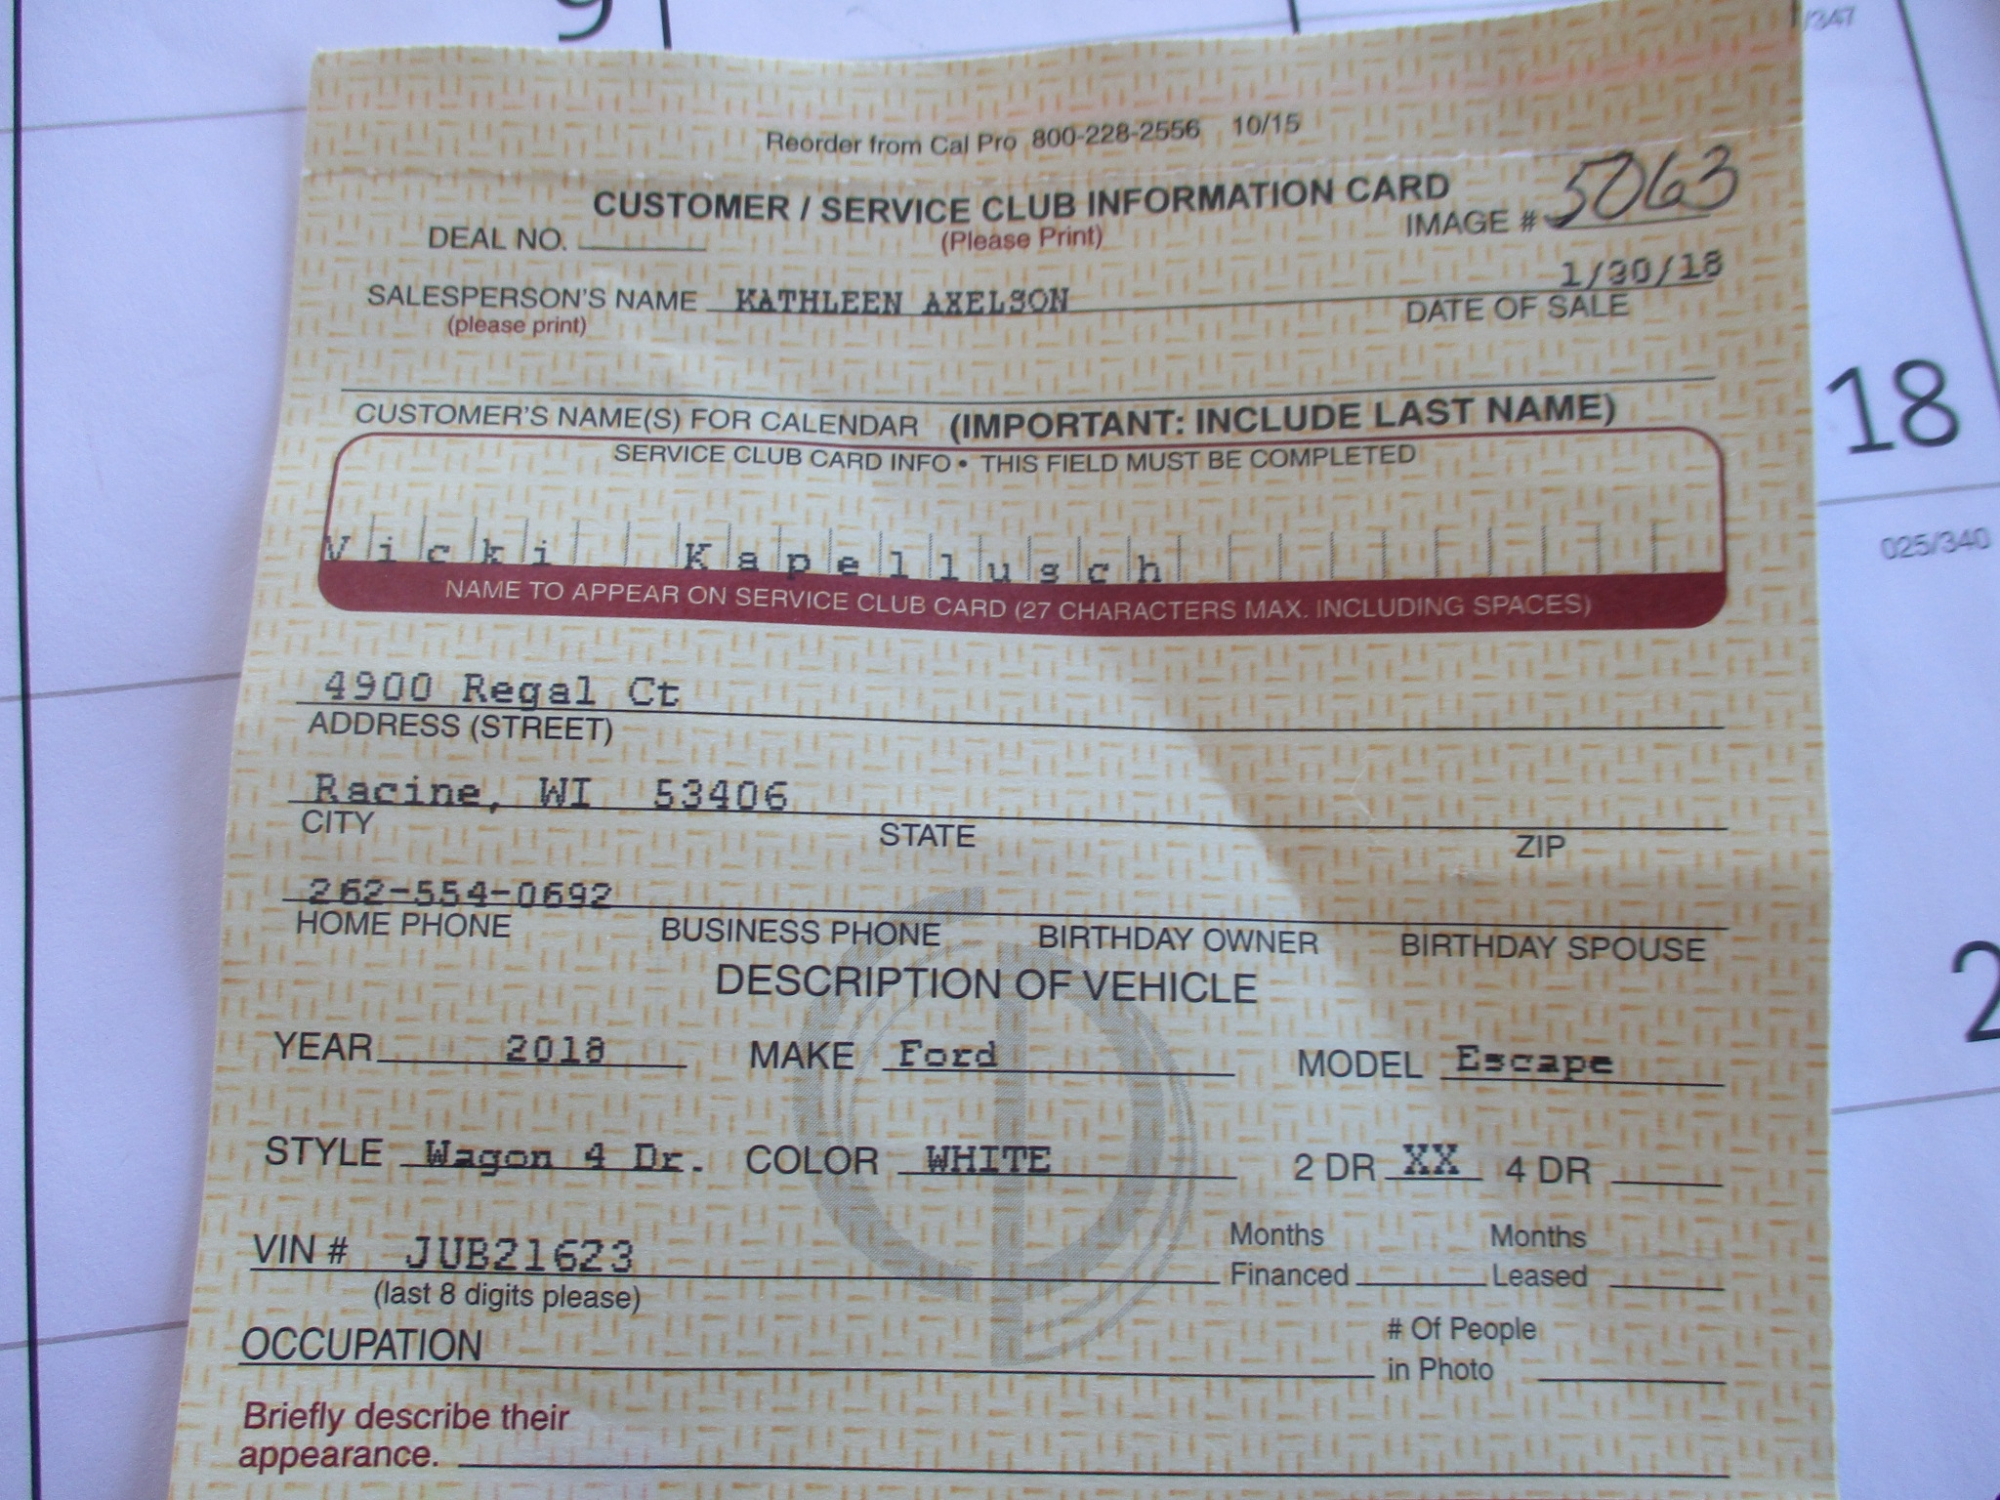 9
/347
Reorder from Cal Pro 800-228-2556 10/15
CUSTOMER / SERVICE CLUB INFORMATION CARD
DEAL NO. (Please Print) IMAGE # 5063
1/30/18
SALESPERSON'S NAME KATHLEEN AXELSON DATE OF SALE
(please print)
18
CUSTOMER'S NAME(S) FOR CALENDAR (IMPORTANT: INCLUDE LAST NAME)
SERVICE CLUB CARD INFO • THIS FIELD MUST BE COMPLETED
025/340
Vicki Kapellusch
NAME TO APPEAR ON SERVICE CLUB CARD (27 CHARACTERS MAX. INCLUDING SPACES)
4900 Regal Ct
ADDRESS (STREET)
Racine, WI 53406
CITY STATE ZIP
262-554-0692
HOME PHONE BUSINESS PHONE BIRTHDAY OWNER BIRTHDAY SPOUSE
2
DESCRIPTION OF VEHICLE
YEAR 2018 MAKE Ford MODEL Escape
STYLE Wagon 4 Dr. COLOR WHITE 2 DR XX 4 DR
VIN # JUB21623 Months Financed Months Leased
(last 8 digits please)
OCCUPATION # Of People in Photo
Briefly describe their
appearance.